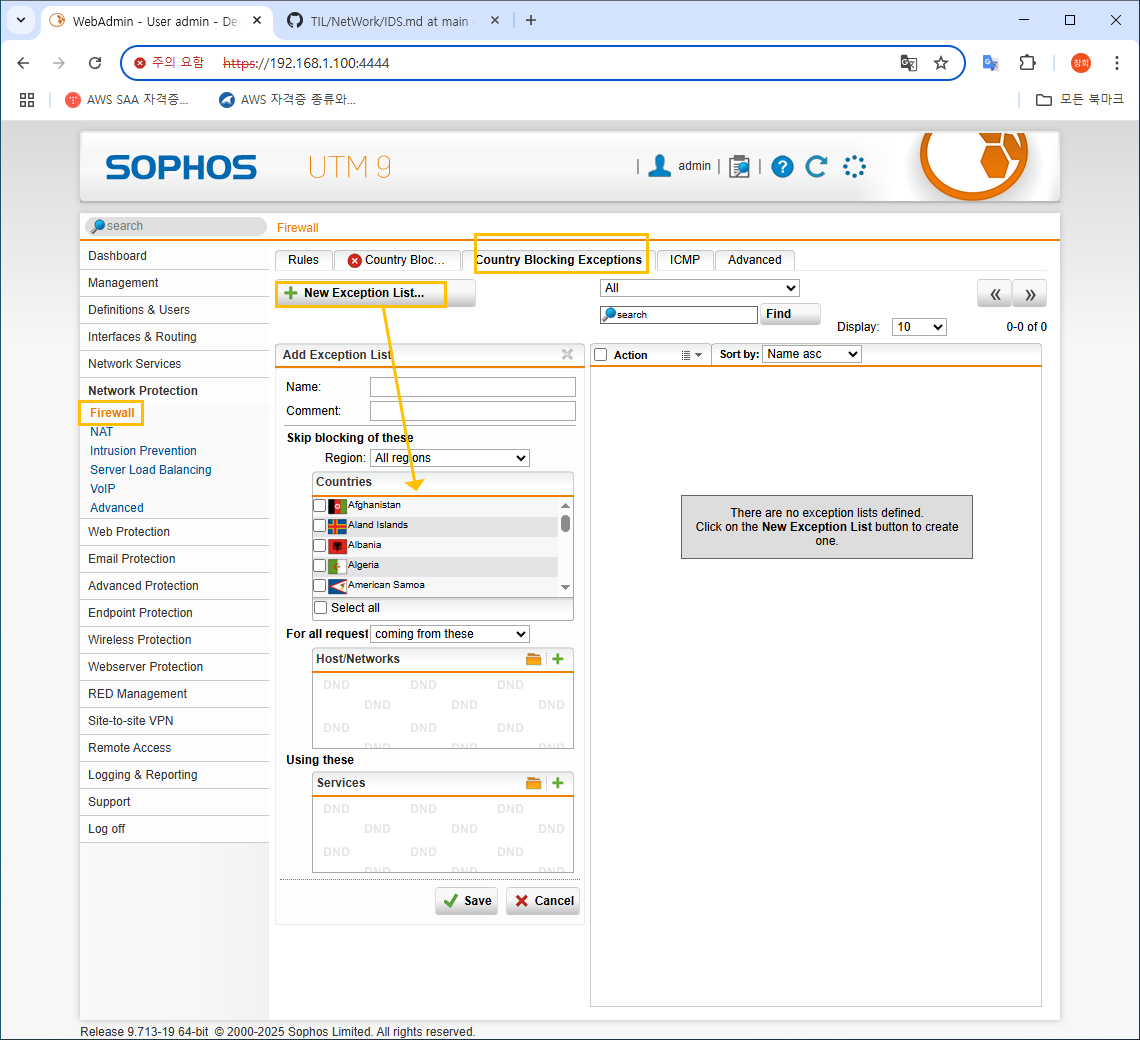 WebAdmin - User admin - De
TIL/NetWork/IDS.md at main
주의 요함 https://192.168.1.100:4444
창희
AWS SAA 자격증...
AWS 자격증 종류와...
모든 북마크
SOPHOS UTM 9
| admin | | ?
search
Firewall
Dashboard
Management
Definitions & Users
Interfaces & Routing
Network Services
Network Protection
Firewall
NAT
Intrusion Prevention
Server Load Balancing
VoIP
Advanced
Web Protection
Email Protection
Advanced Protection
Endpoint Protection
Wireless Protection
Webserver Protection
RED Management
Site-to-site VPN
Remote Access
Logging & Reporting
Support
Log off
Rules
Country Bloc...
Country Blocking Exceptions
ICMP
Advanced
New Exception List...
All
search
Find
« »
Display: 10
0-0 of 0
Add Exception List
Name:
Comment:
Skip blocking of these
Region: All regions
Countries
Afghanistan
Aland Islands
Albania
Algeria
American Samoa
Select all
For all request coming from these
Host/Networks
DND DND DND
DND DND DND
DND DND DND
DND DND DND
Using these
Services
DND DND DND
DND DND DND
DND DND DND
DND DND DND
Save
Cancel
Action
Sort by: Name asc
There are no exception lists defined.
Click on the New Exception List button to create
one.
Release 9.713-19 64-bit © 2000-2025 Sophos Limited. All rights reserved.